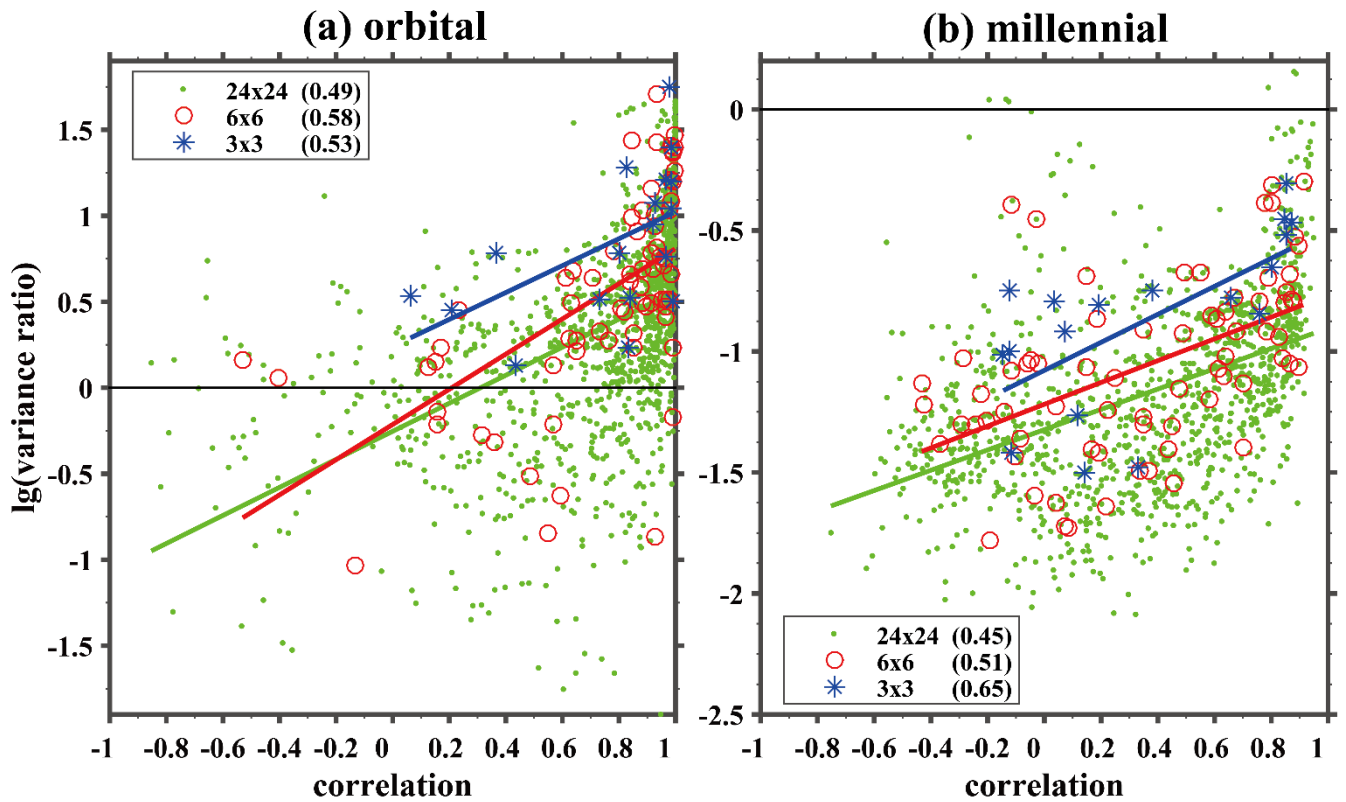 (a) orbital
(b) millennial
24x24 (0.49)
6x6 (0.58)
3x3 (0.53)
1.5
1
0.5
0
-0.5
-1
-1.5
lg(variance ratio)
-1 -0.8 -0.6 -0.4 -0.2 0 0.2 0.4 0.6 0.8 1
correlation
0
-0.5
-1
-1.5
-2
-2.5
24x24 (0.45)
6x6 (0.51)
3x3 (0.65)
-1 -0.8 -0.6 -0.4 -0.2 0 0.2 0.4 0.6 0.8 1
correlation